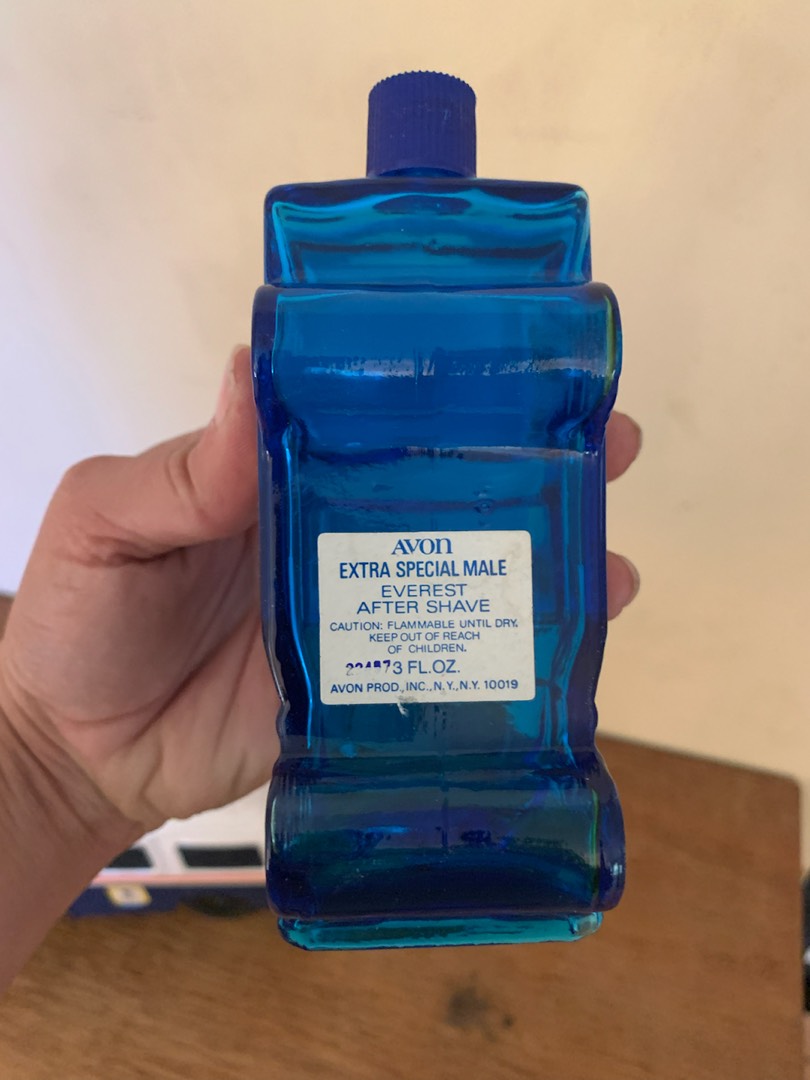 AVON
EXTRA SPECIAL MALE
EVEREST
AFTER SHAVE
CAUTION: FLAMMABLE UNTIL DRY.
KEEP OUT OF REACH
OF CHILDREN.
3 FL.OZ.
AVON PROD., INC., N.Y., N.Y. 10019